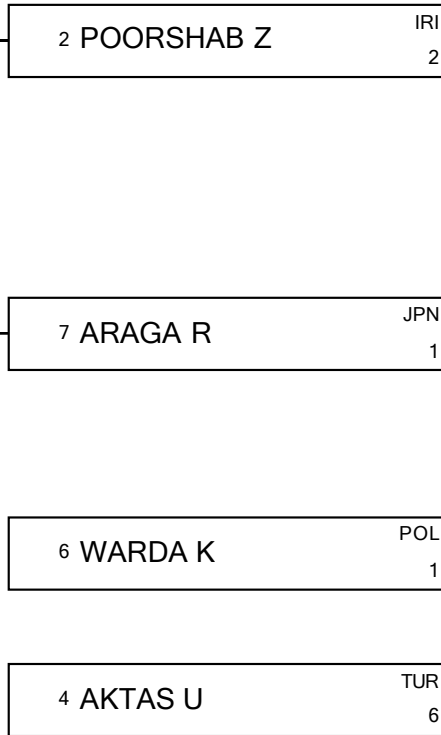 2 POORSHAB Z IRI
2
7 ARAGA R JPN
1
6 WARDA K POL
1
4 AKTAS U TUR
6